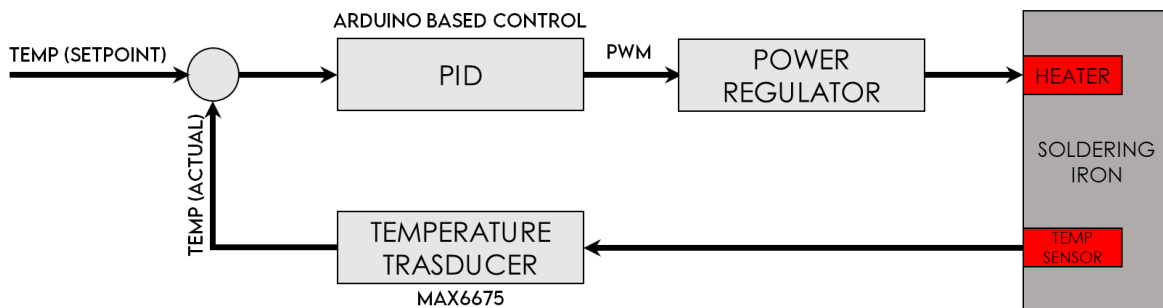 ARDUINO BASED CONTROL
TEMP (SETPOINT)
PID
PWM
POWER
REGULATOR
HEATER
SOLDERING
IRON
TEMP (ACTUAL)
TEMPERATURE
TRASDUCER
MAX6675
TEMP
SENSOR